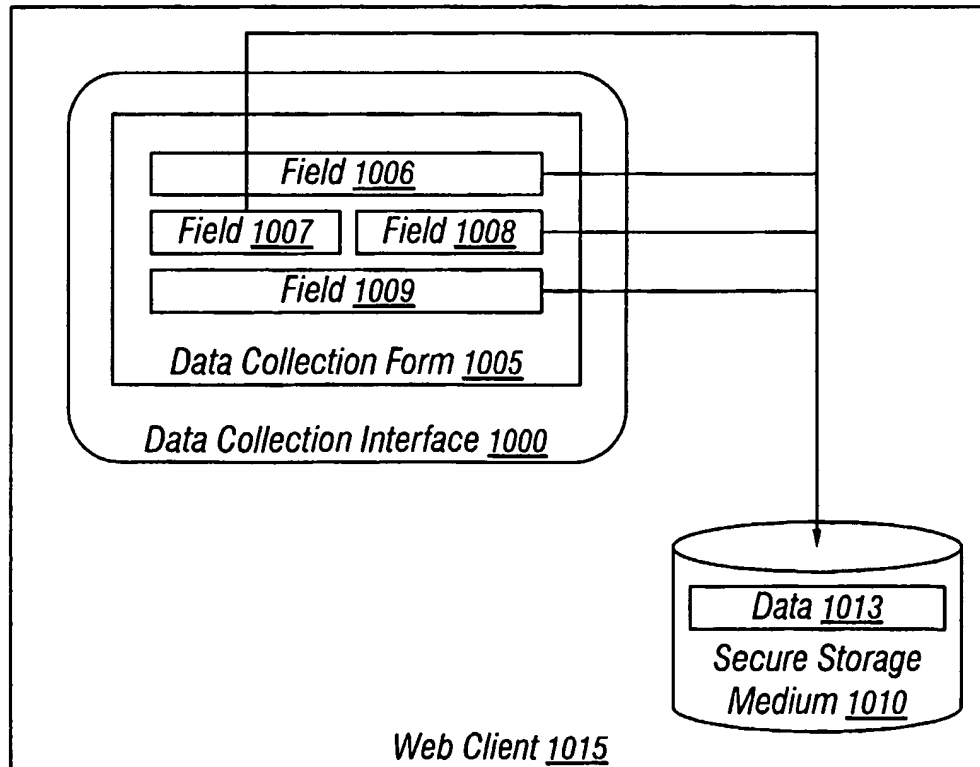 Field 1006
Field 1007
Field 1008
Field 1009
Data Collection Form 1005
Data Collection Interface 1000
Data 1013
Secure Storage
Medium 1010
Web Client 1015